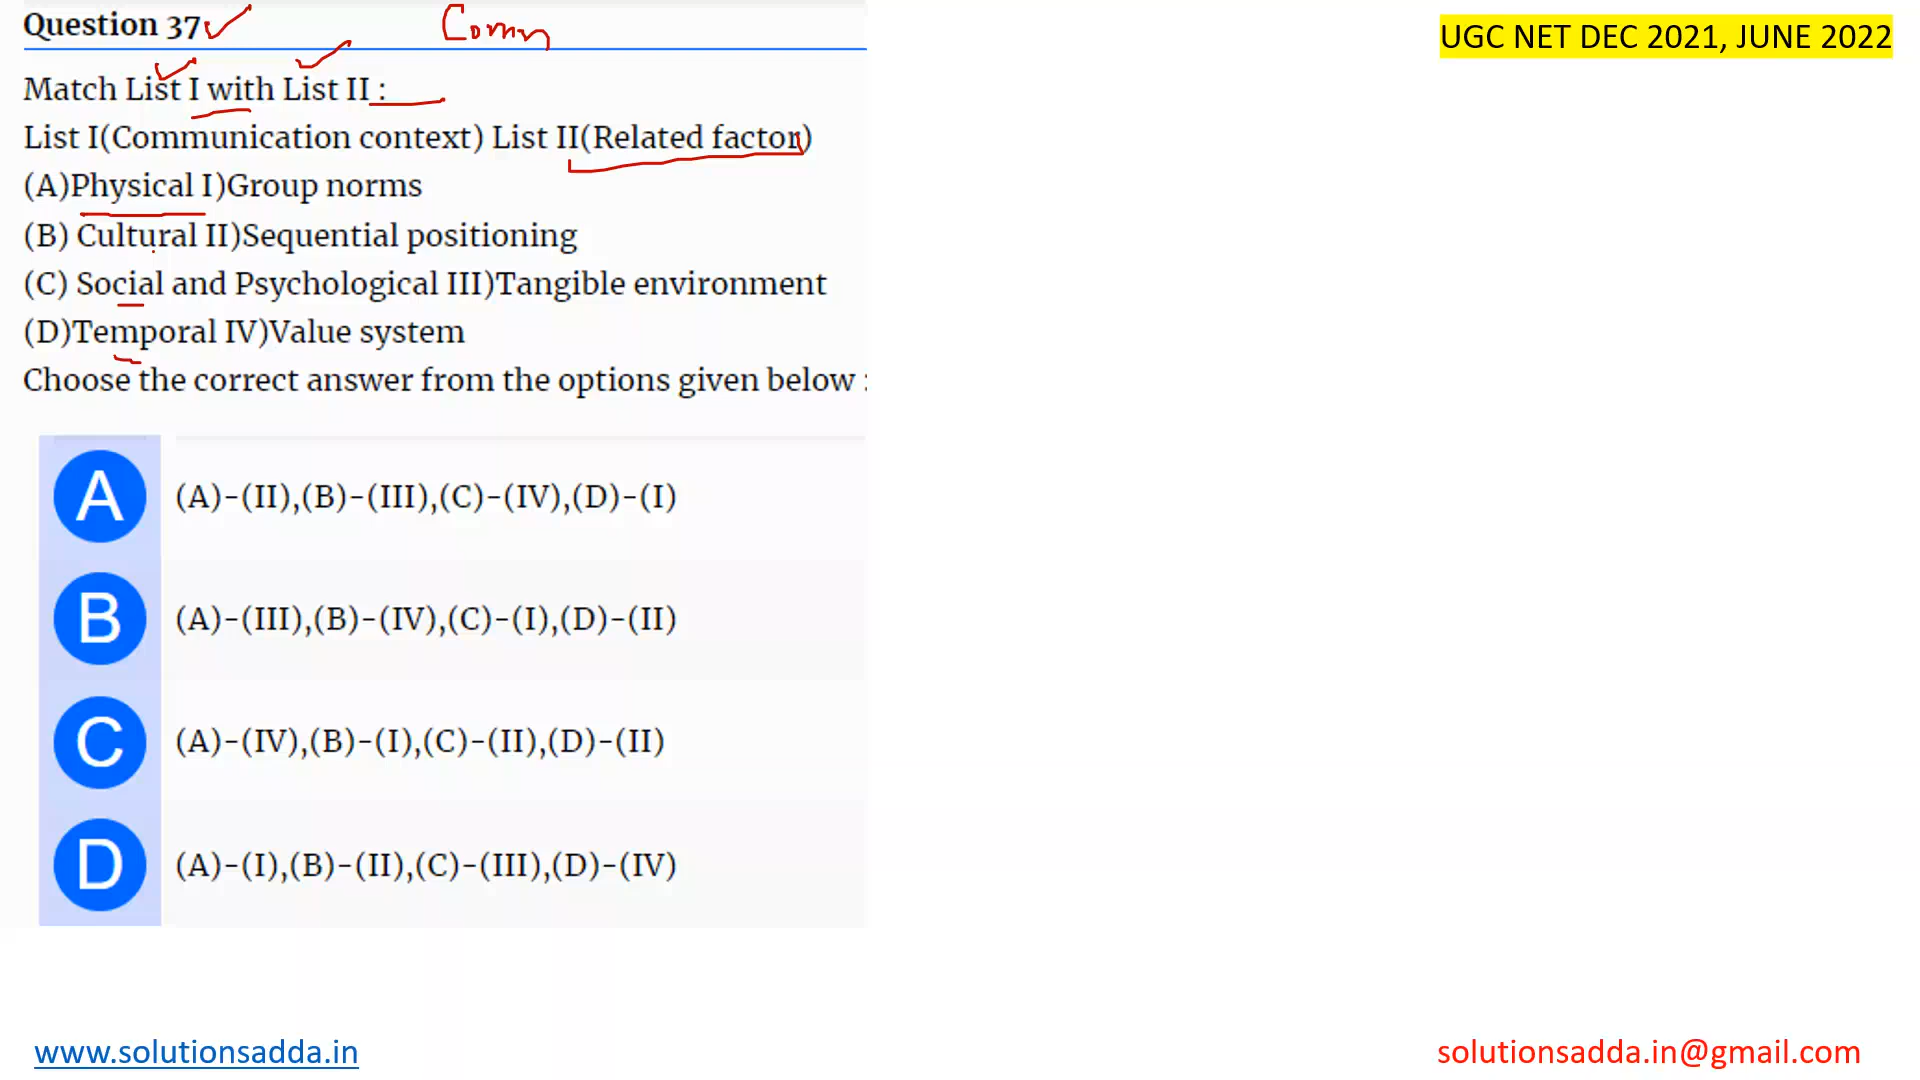 Question 37
Comm
UGC NET DEC 2021, JUNE 2022
Match List I with List II :
List I(Communication context) List II(Related factor)
(A)Physical I)Group norms
(B) Cultural II)Sequential positioning
(C) Social and Psychological III)Tangible environment
(D)Temporal IV)Value system
Choose the correct answer from the options given below :
A (A)-(II),(B)-(III),(C)-(IV),(D)-(I)
B (A)-(III),(B)-(IV),(C)-(I),(D)-(II)
C (A)-(IV),(B)-(I),(C)-(II),(D)-(II)
D (A)-(I),(B)-(II),(C)-(III),(D)-(IV)
www.solutionsadda.in
solutionsadda.in@gmail.com